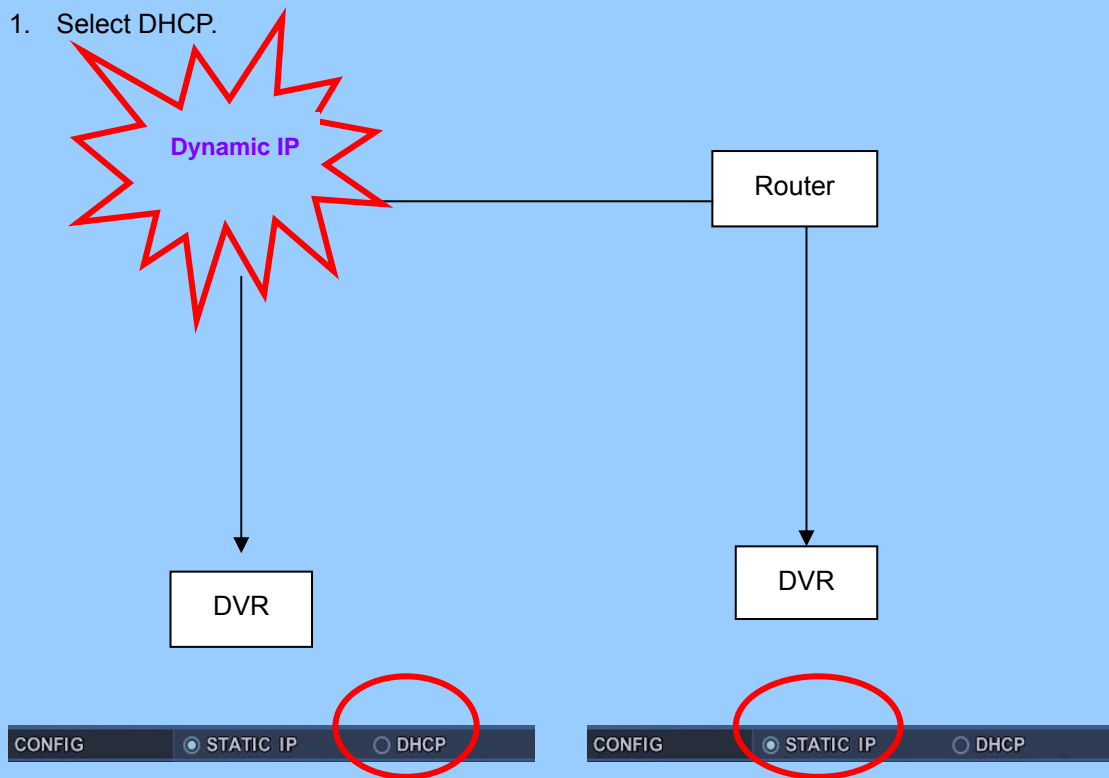 1. Select DHCP.
Dynamic IP
Router
DVR
DVR
CONFIG STATIC IP DHCP
CONFIG STATIC IP DHCP